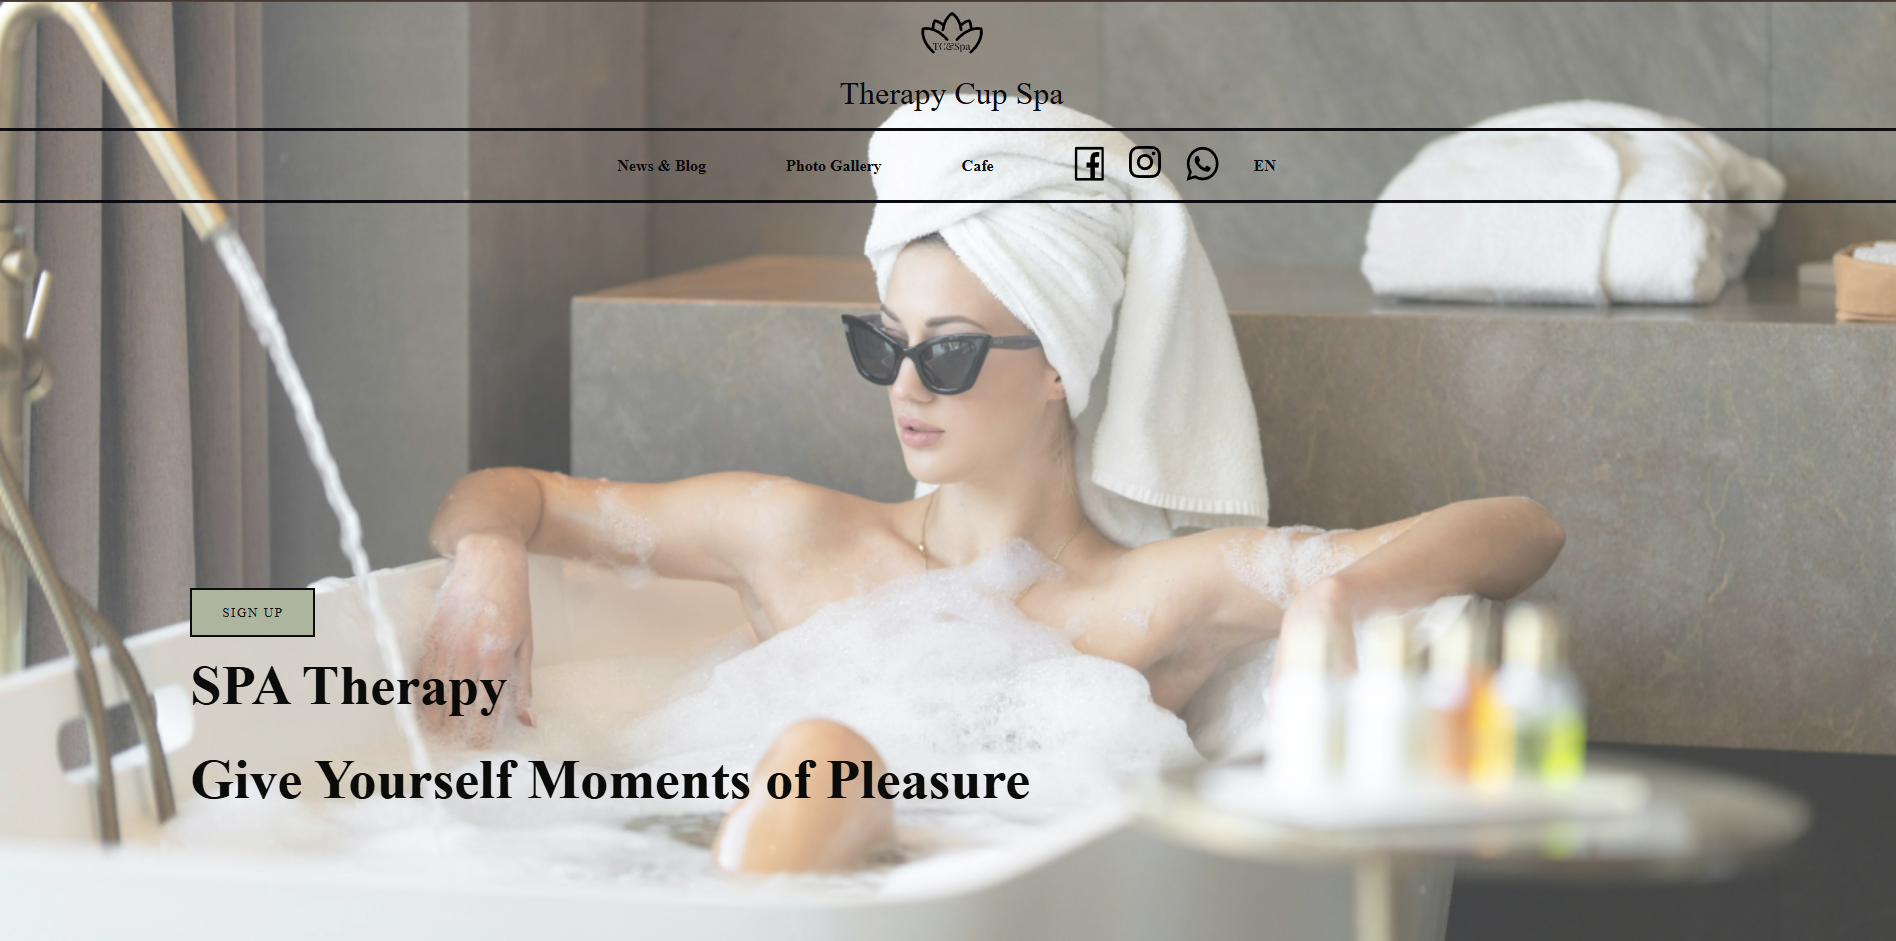 TC&Spa
Therapy Cup Spa
News & Blog Photo Gallery Cafe EN
SIGN UP
SPA Therapy
Give Yourself Moments of Pleasure